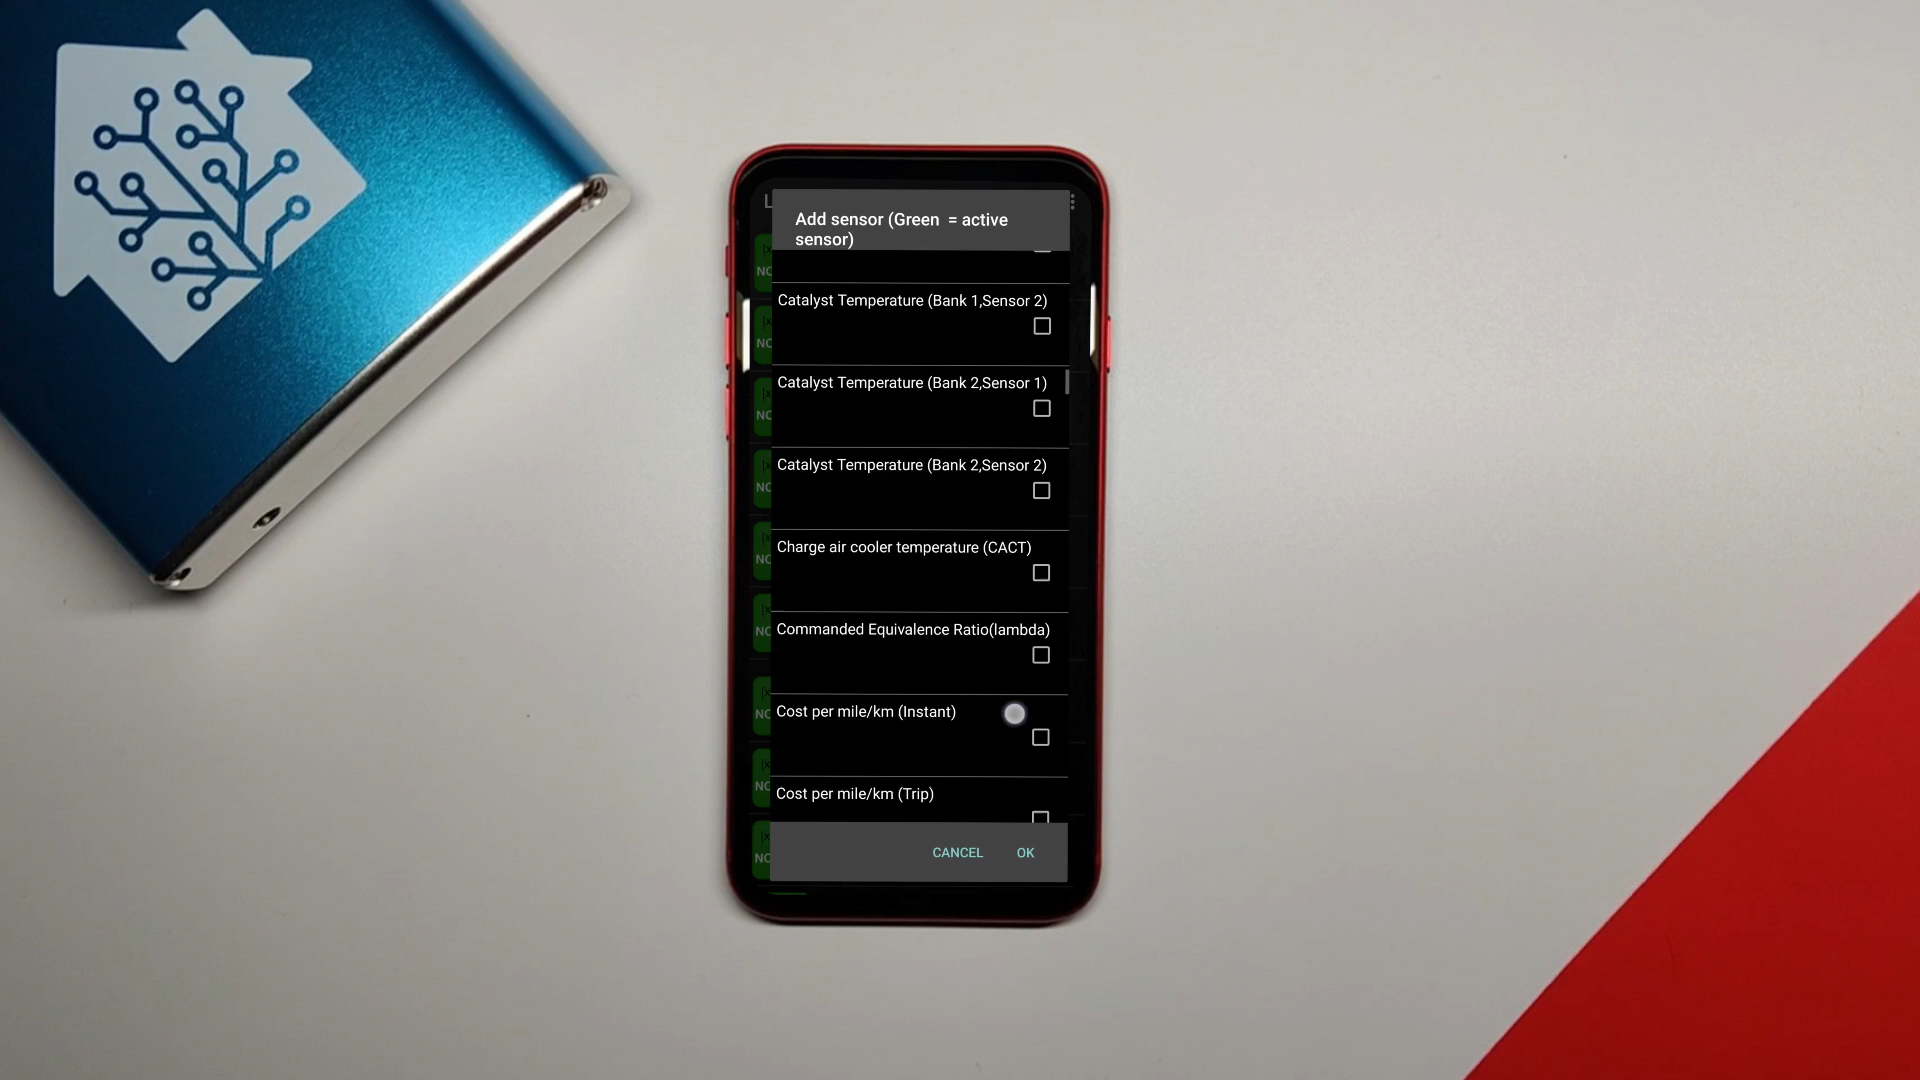 Add sensor (Green = active
sensor)
Catalyst Temperature (Bank 1,Sensor 2)
Catalyst Temperature (Bank 2,Sensor 1)
Catalyst Temperature (Bank 2,Sensor 2)
Charge air cooler temperature (CACT)
Commanded Equivalence Ratio(lambda)
Cost per mile/km (Instant)
Cost per mile/km (Trip)
CANCEL
OK